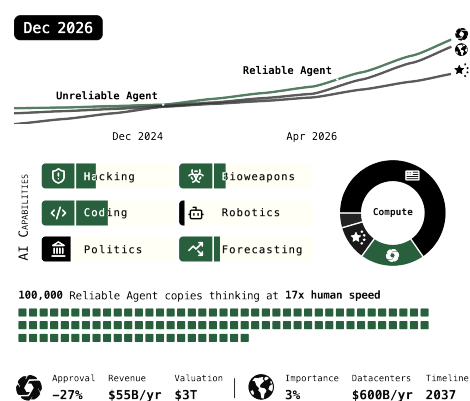 Dec 2026
Reliable Agent
Unreliable Agent
Dec 2024 Apr 2026
AI CAPABILITIES
Hacking Bioweapons
Coding Robotics
Politics Forecasting
Compute
100,000 Reliable Agent copies thinking at 17x human speed
Approval Revenue Valuation Importance Datacenters Timeline
−27% $55B/yr $3T 3% $600B/yr 2037